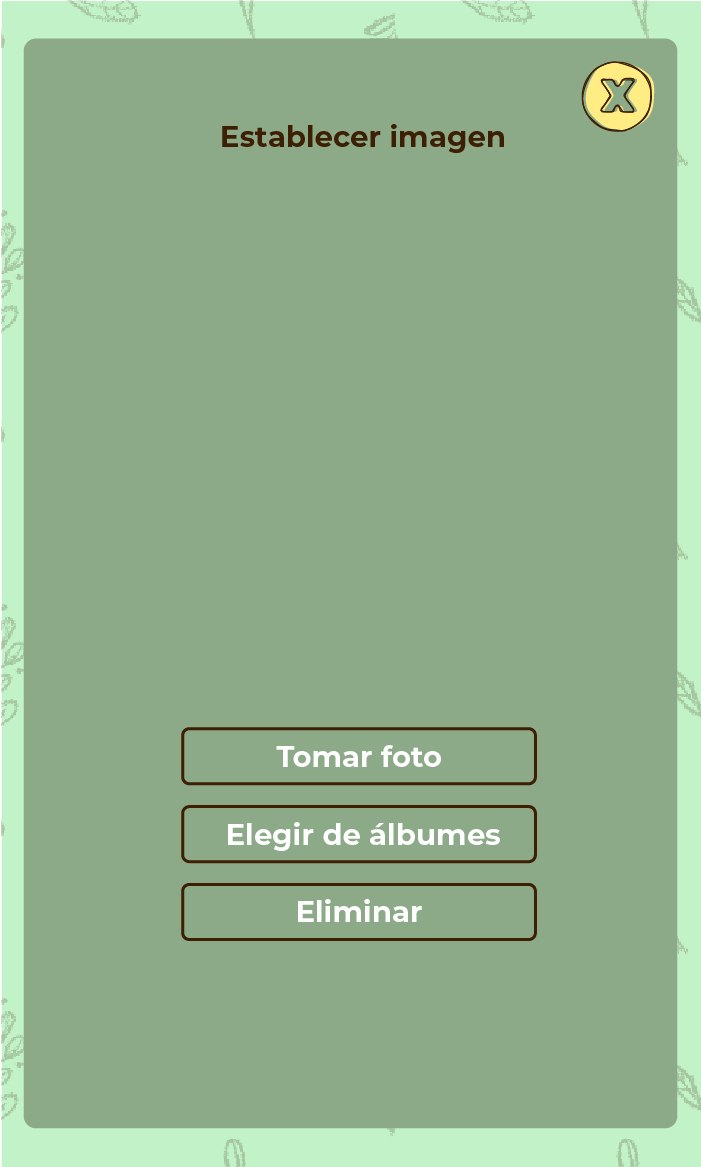 X
Establecer imagen
Tomar foto
Elegir de álbumes
Eliminar